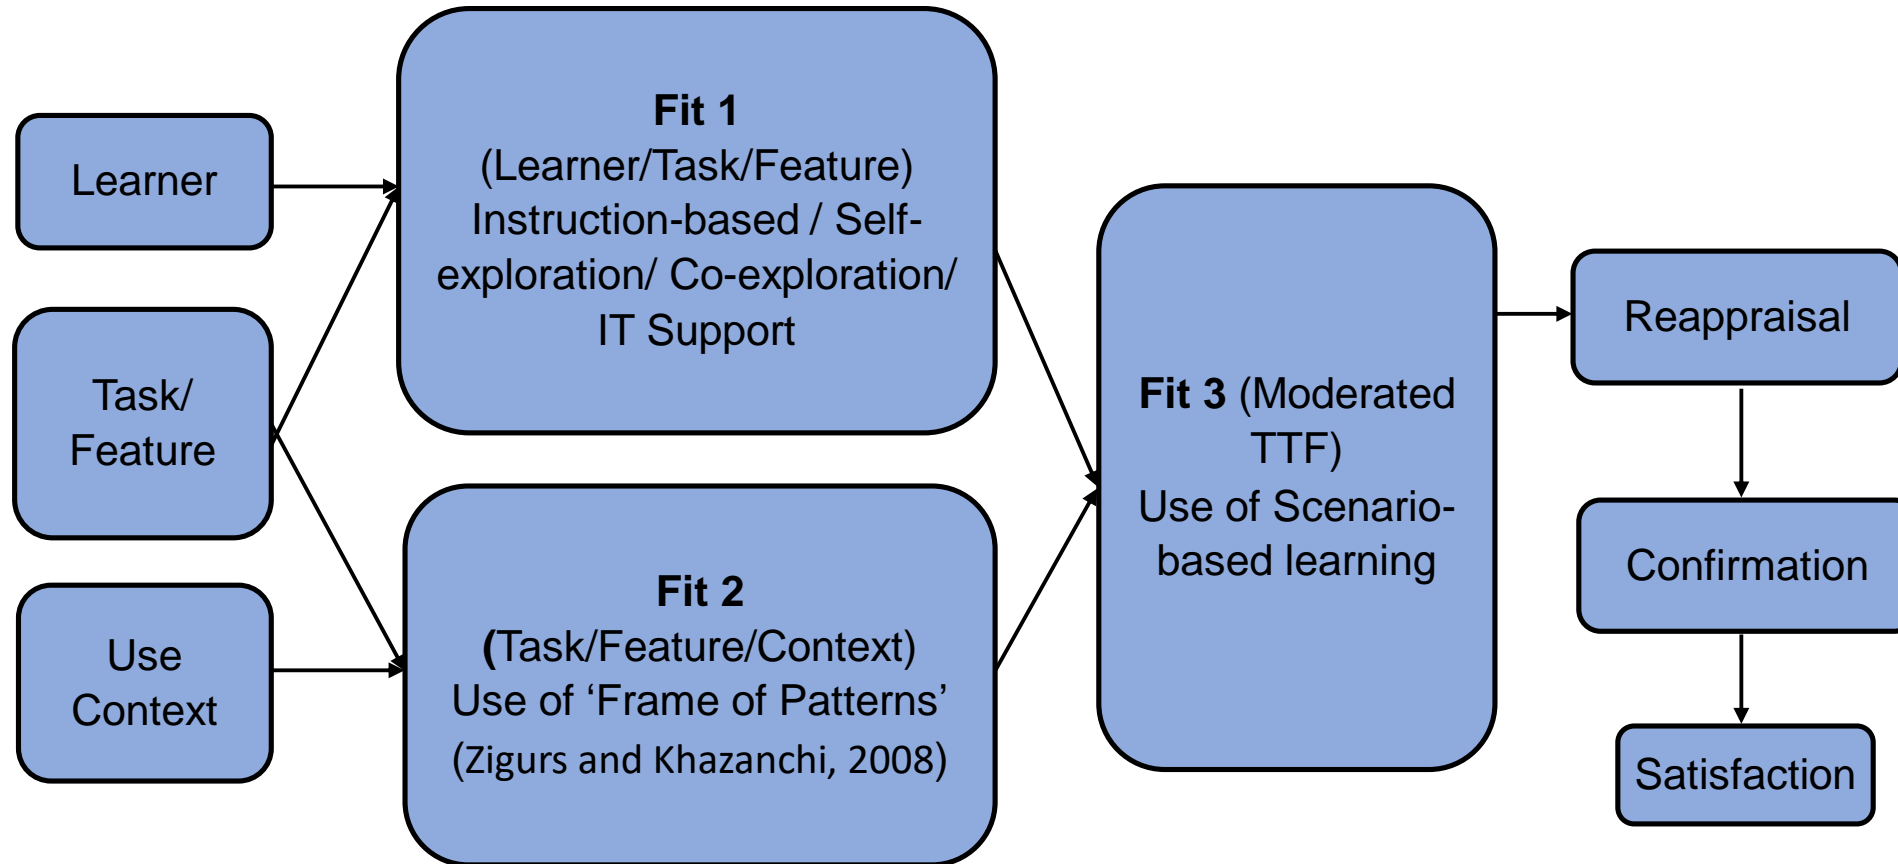 Learner
Task/
Feature
Use
Context
Fit 1
(Learner/Task/Feature)
Instruction-based / Self-
exploration/ Co-exploration/
IT Support
Fit 2
(Task/Feature/Context)
Use of ‘Frame of Patterns’
(Zigurs and Khazanchi, 2008)
Fit 3 (Moderated
TTF)
Use of Scenario-
based learning
Reappraisal
Confirmation
Satisfaction